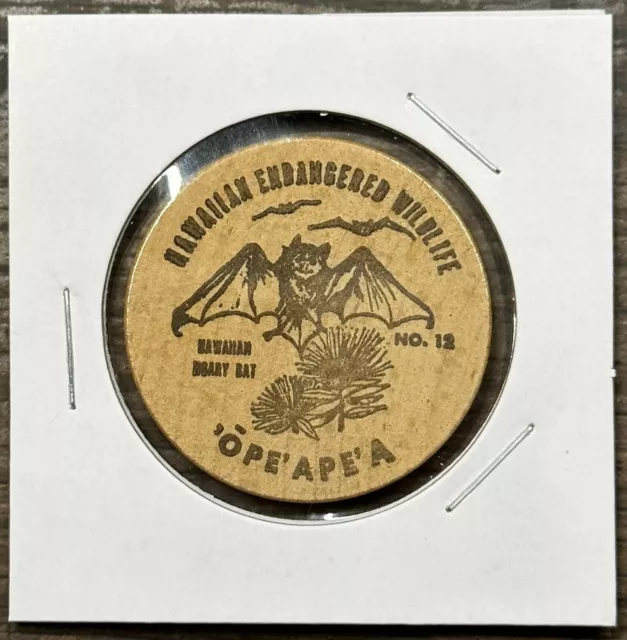 HAWAIIAN ENDANGERED WILDLIFE
NO. 12
HAWAIIAN
HOARY BAT
'ŌPE'APE'A